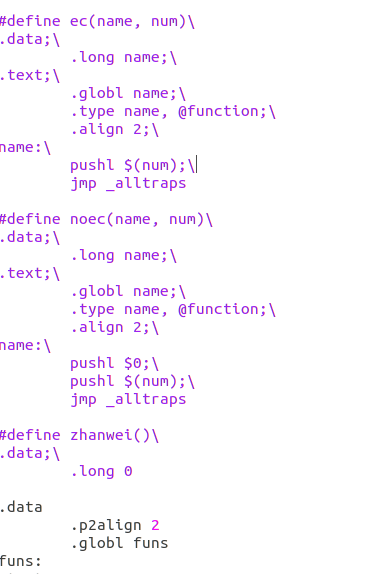 #define ec(name, num)\
.data;\
        .long name;\
.text;\
        .globl name;\
        .type name, @function;\
        .align 2;\
name:\
        pushl $(num);\
        jmp _alltraps

#define noec(name, num)\
.data;\
        .long name;\
.text;\
        .globl name;\
        .type name, @function;\
        .align 2;\
name:\
        pushl $0;\
        pushl $(num);\
        jmp _alltraps

#define zhanwei()\
.data;\
        .long 0

.data
        .p2align 2
        .globl funs
funs: